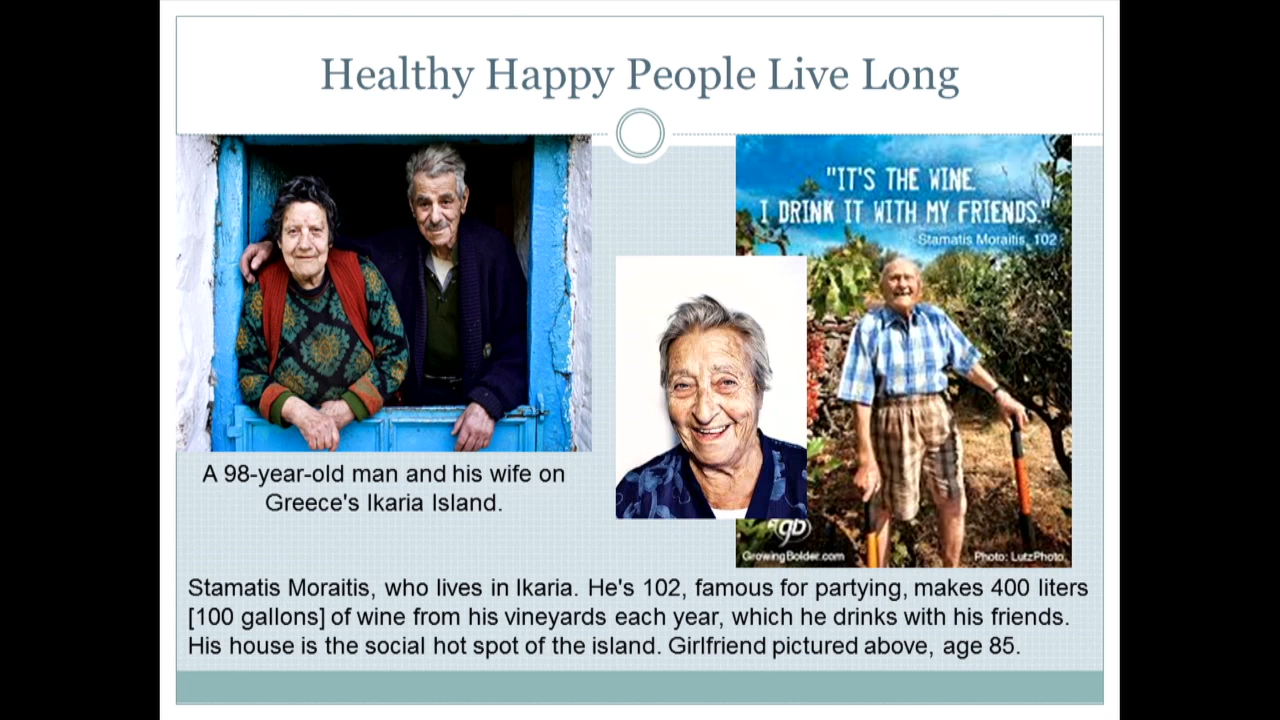 Healthy Happy People Live Long
"IT'S THE WINE.
I DRINK IT WITH MY FRIENDS."
Stamatis Moraitis, 102
A 98-year-old man and his wife on
Greece's Ikaria Island.
gb
GrowingBolder.com
Photo: LutzPhoto
Stamatis Moraitis, who lives in Ikaria. He's 102, famous for partying, makes 400 liters
[100 gallons] of wine from his vineyards each year, which he drinks with his friends.
His house is the social hot spot of the island. Girlfriend pictured above, age 85.